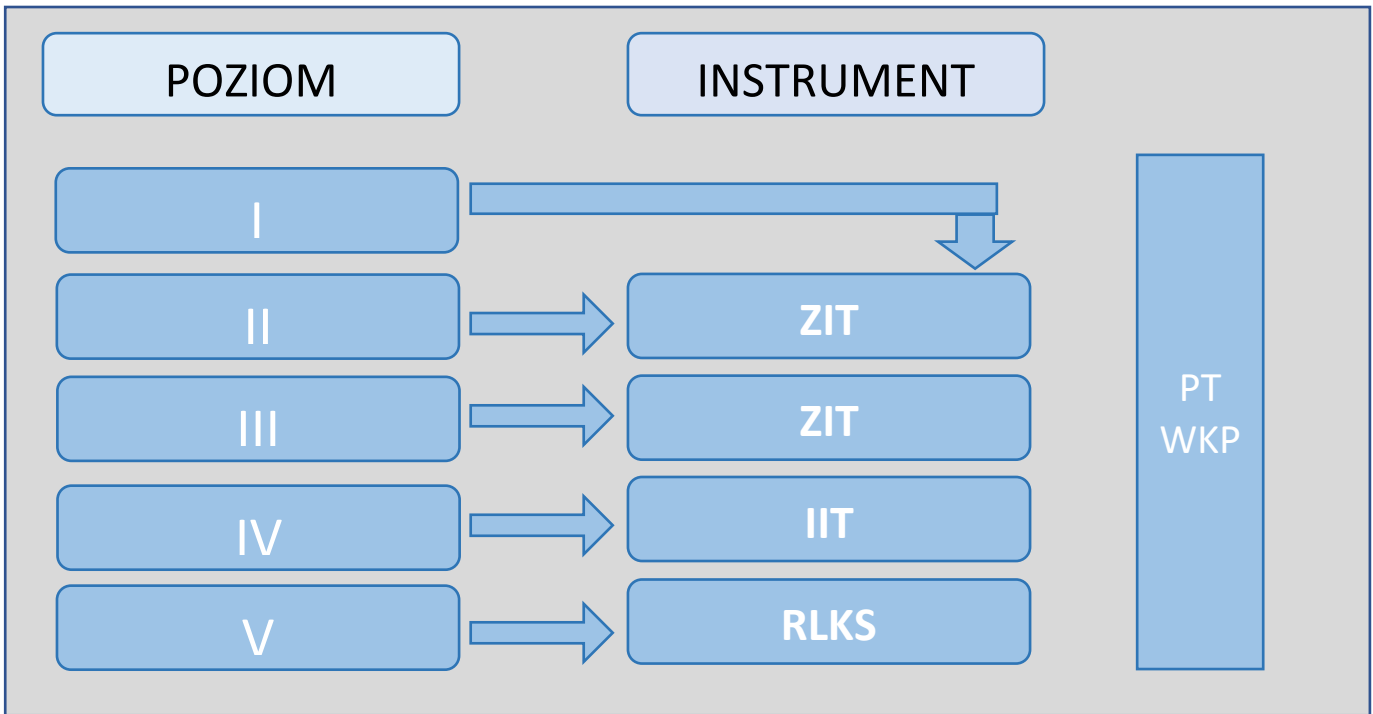 POZIOM
INSTRUMENT
I
II
ZIT
III
ZIT
IV
IIT
V
RLKS
PT
WKP